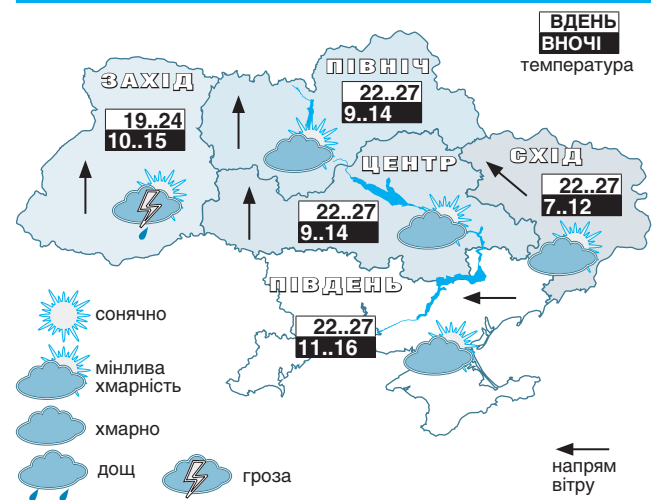 ВДЕНЬ
ВНОЧІ
температура
ПІВНІЧ
22..27
9..14
ЗАХІД
19..24
10..15
ЦЕНТР
22..27
9..14
СХІД
22..27
7..12
ПІВДЕНЬ
22..27
11..16
сонячно
мінлива
хмарність
хмарно
дощ
гроза
напрям
вітру